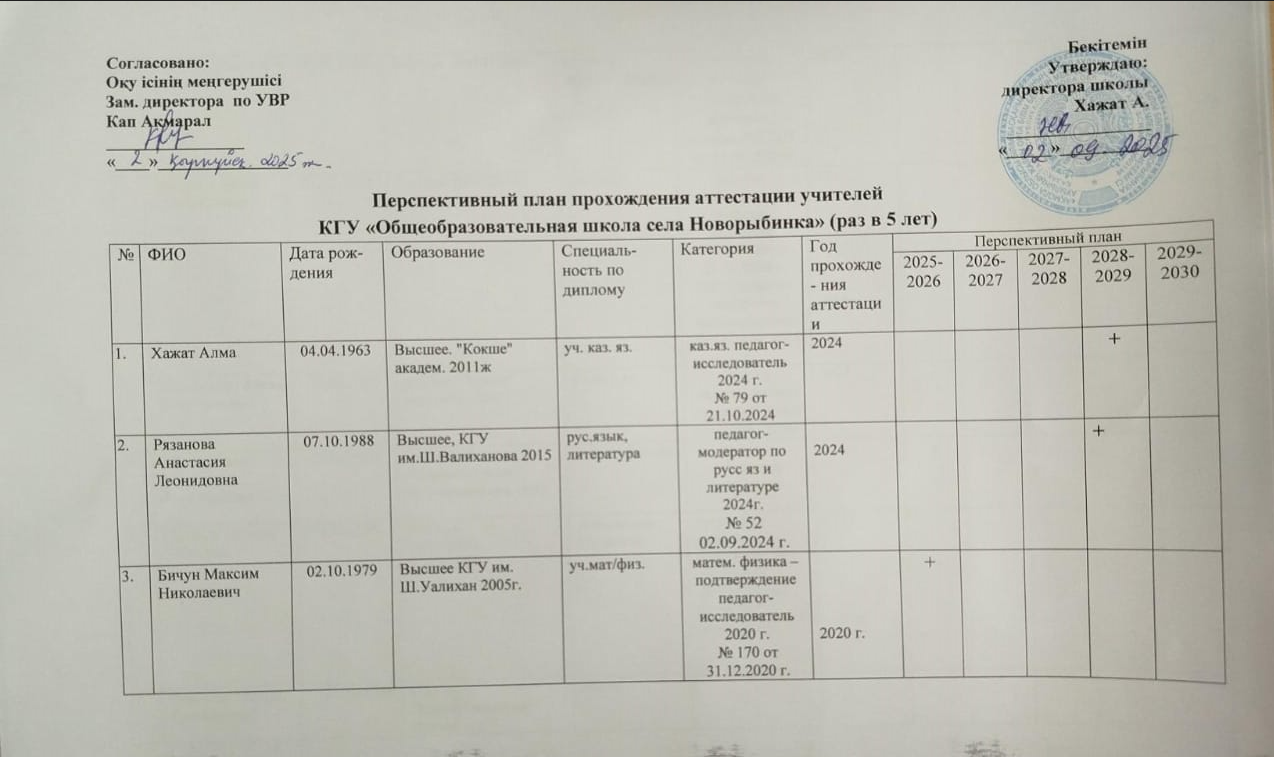 Согласовано:
Оқу ісінің меңгерушісі
Зам. директора по УВР
Кап Ақмарал
«2» Қыркүйек 2025 ж.
Бекітемін
Утверждаю:
директора школы
Хажат А.
«02» 09 2025
Перспективный план прохождения аттестации учителей
КГУ «Общеобразовательная школа села Новорыбинка» (раз в 5 лет)
№ ФИО Дата рож-
дения
Образование
Специаль-
ность по
диплому
Категория
Год
прохожде
- ния
аттестаци
и
Перспективный план
2025-
2026
2026-
2027
2027-
2028
2028-
2029
2029-
2030
1. Хажат Алма 04.04.1963
Высшее. "Кокше"
академ. 2011ж
уч. каз. яз.
каз.яз. педагог-
исследователь
2024 г.
№ 79 от
21.10.2024
2024
+
2. Рязанова
Анастасия
Леонидовна
07.10.1988
Высшее, КГУ
им.Ш.Валиханова 2015
рус.язык,
литература
педагог-
модератор по
русс яз и
литературе
2024г.
№ 52
02.09.2024 г.
2024
+
3. Бичун Максим
Николаевич
02.10.1979
Высшее КГУ им.
Ш.Уалихан 2005г.
уч.мат/физ.
матем. физика –
подтверждение
педагог-
исследователь
2020 г.
№ 170 от
31.12.2020 г.
2020 г.
+